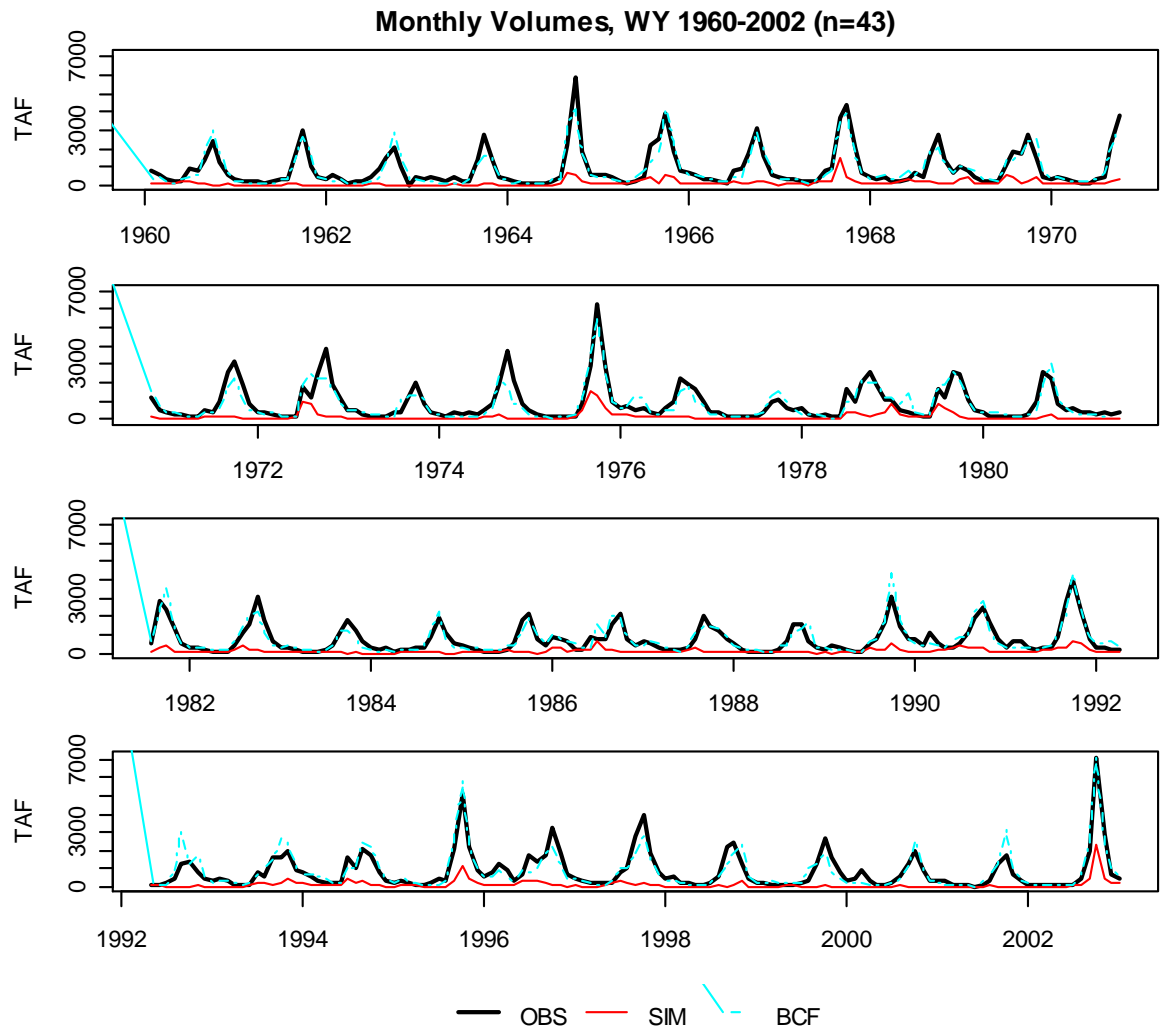 Monthly Volumes, WY 1960-2002 (n=43)
TAF
7000
3000
0
1960 1962 1964 1966 1968 1970
TAF
7000
3000
0
1972 1974 1976 1978 1980
TAF
7000
3000
0
1982 1984 1986 1988 1990 1992
TAF
7000
3000
0
1992 1994 1996 1998 2000 2002
OBS SIM BCF